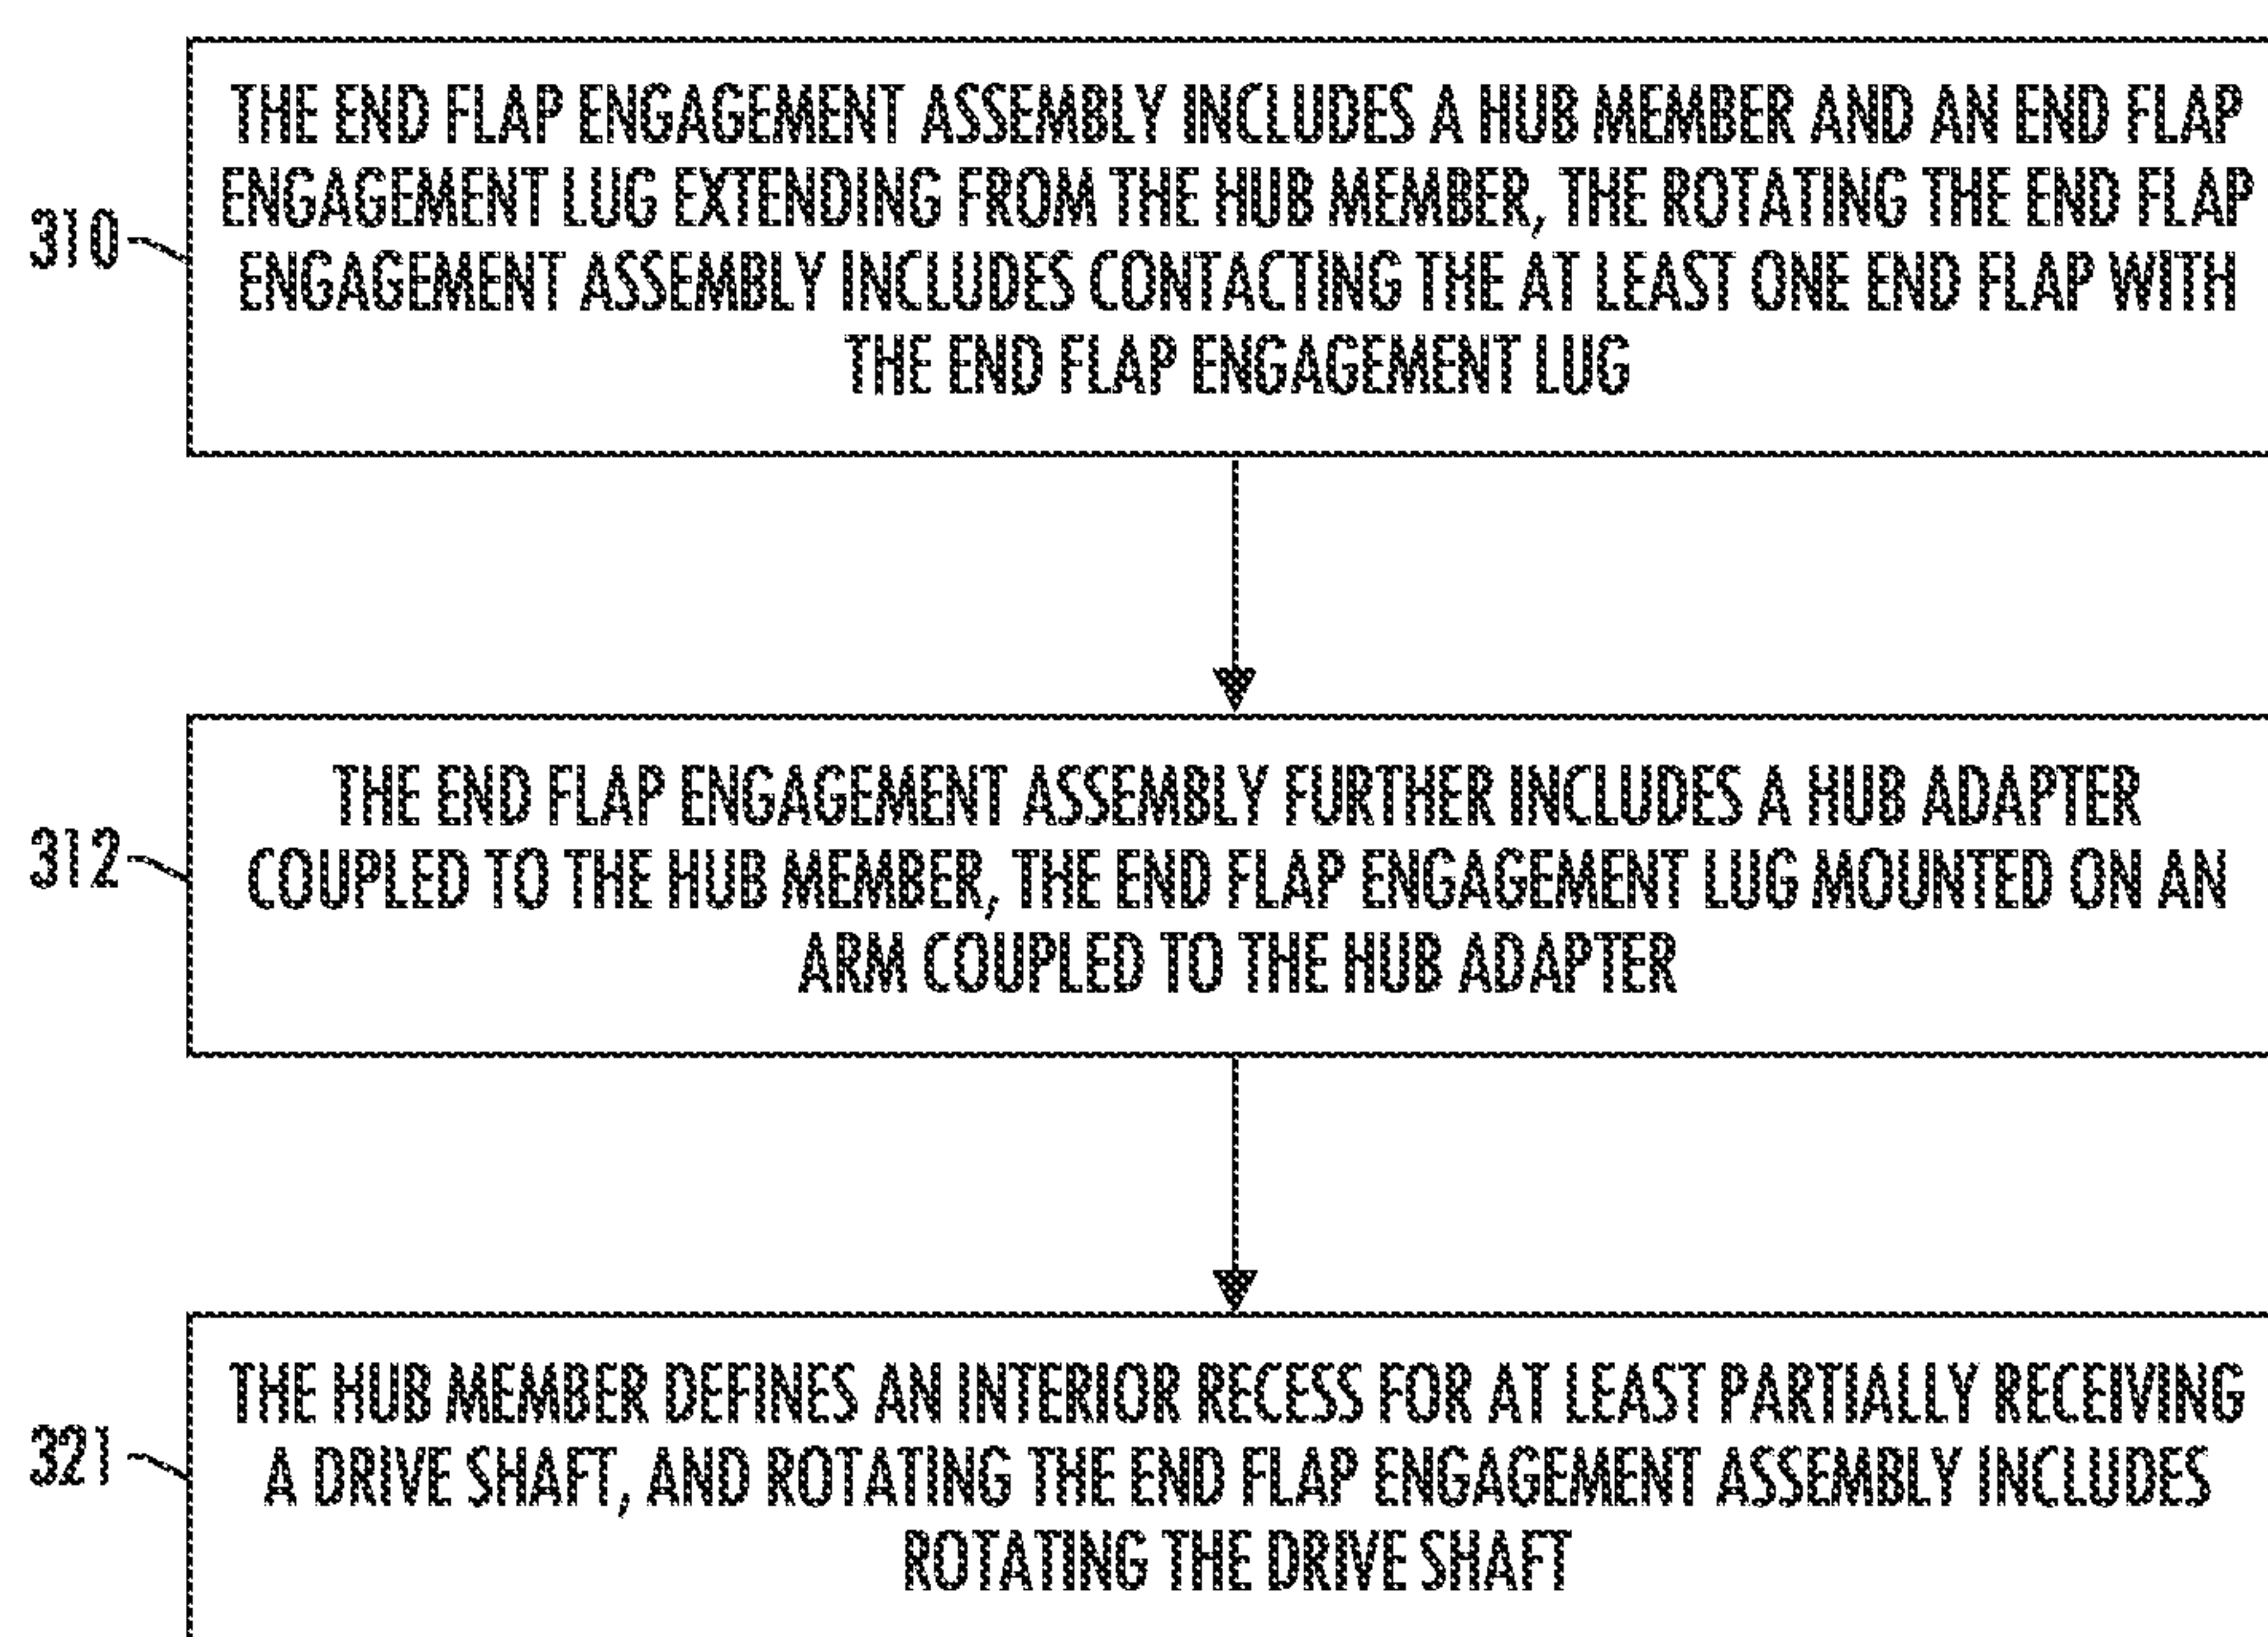 THE END FLAP ENGAGEMENT ASSEMBLY INCLUDES A HUB MEMBER AND AN END FLAP
ENGAGEMENT LUG EXTENDING FROM THE HUB MEMBER, THE ROTATING THE END FLAP
310
ENGAGEMENT ASSEMBLY INCLUDES CONTACTING THE AT LEAST ONE END FLAP WITH
THE END FLAP ENGAGEMENT LUG
THE END FLAP ENGAGEMENT ASSEMBLY FURTHER INCLUDES A HUB ADAPTER
312
COUPLED TO THE HUB MEMBER, THE END FLAP ENGAGEMENT LUG MOUNTED ON AN
ARM COUPLED TO THE HUB ADAPTER
THE HUB MEMBER DEFINES AN INTERIOR RECESS FOR AT LEAST PARTIALLY RECEIVING
321
A DRIVE SHAFT, AND ROTATING THE END FLAP ENGAGEMENT ASSEMBLY INCLUDES
ROTATING THE DRIVE SHAFT